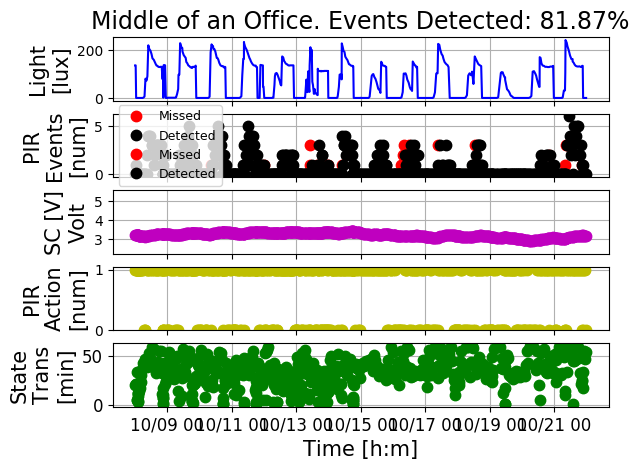 Middle of an Office. Events Detected: 81.87%
Light
[lux]
200
0
PIR
Events
[num]
5
0
Missed
Detected
Missed
Detected
SC [V]
Volt
5
4
3
PIR
Action
[num]
1
0
State
Trans
[min]
50
0
10/09 00 10/11 00 10/13 00 10/15 00 10/17 00 10/19 00 10/21 00
Time [h:m]